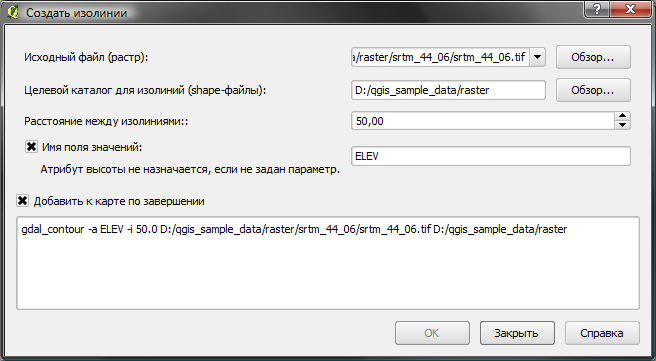 Создать изолинии
Исходный файл (растр): a/raster/srtm_44_06/srtm_44_06.tif Обзор...
Целевой каталог для изолиний (shape-файлы): D:/qgis_sample_data/raster Обзор...
Расстояние между изолиниями:: 50,00
Имя поля значений:
Атрибут высоты не назначается, если не задан параметр. ELEV
Добавить к карте по завершении
gdal_contour -a ELEV -i 50.0 D:/qgis_sample_data/raster/srtm_44_06/srtm_44_06.tif D:/qgis_sample_data/raster
ОК Закрыть Справка